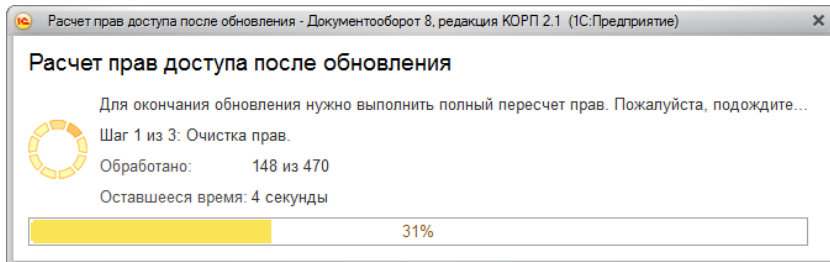 1С Расчет прав доступа после обновления - Документооборот 8, редакция КОРП 2.1 (1С:Предприятие)
Расчет прав доступа после обновления
Для окончания обновления нужно выполнить полный пересчет прав. Пожалуйста, подождите...
Шаг 1 из 3: Очистка прав.
Обработано: 148 из 470
Оставшееся время: 4 секунды
31%